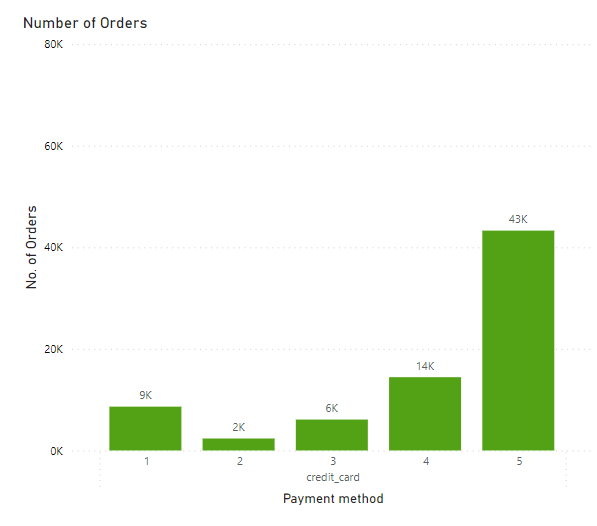 Number of Orders
80K
60K
40K
20K
0K
No. of Orders
9K
2K
6K
14K
43K
1 2 3 4 5
credit_card
Payment method